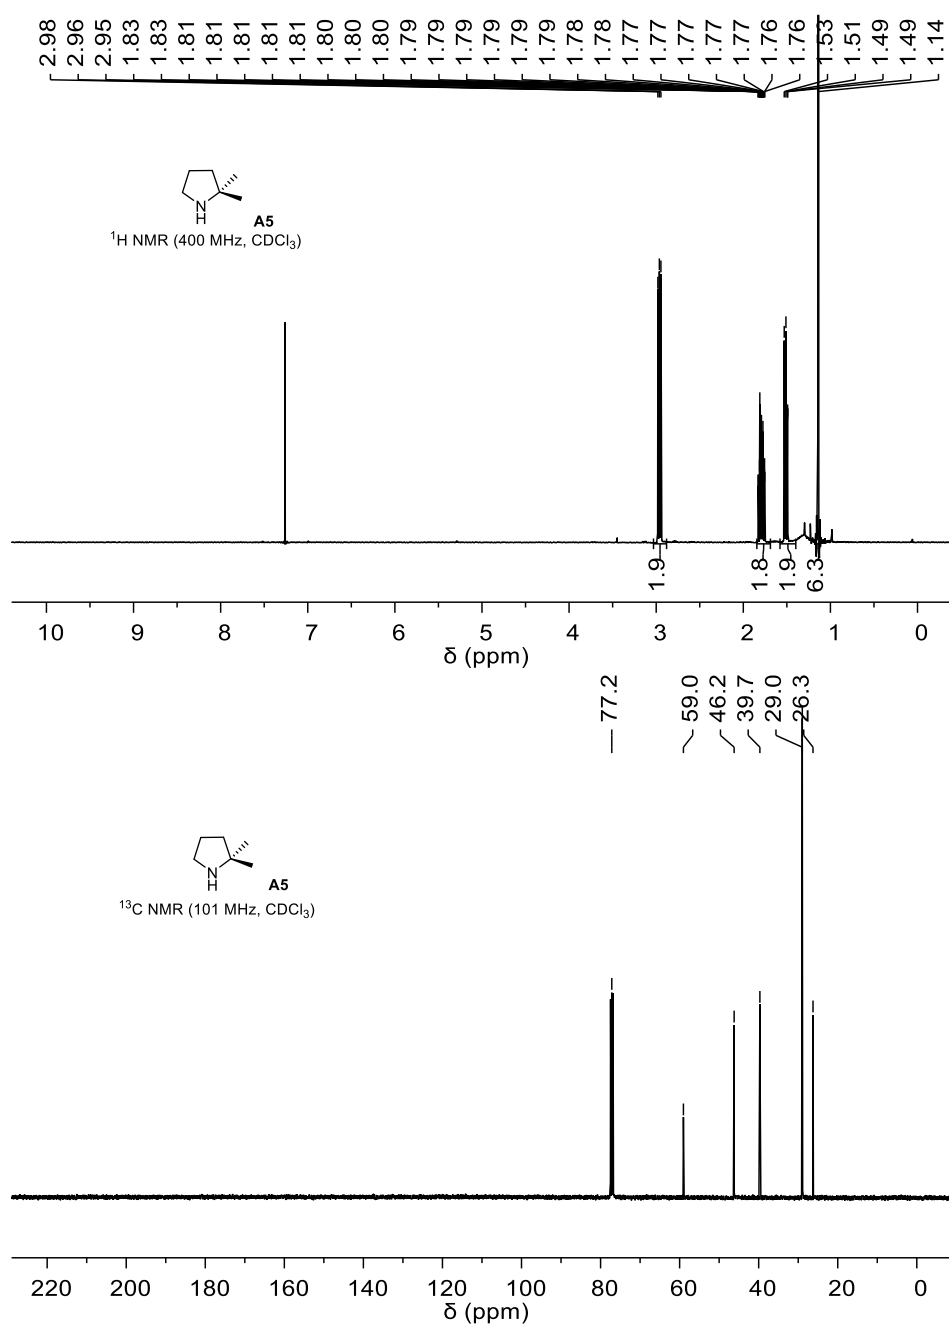 2.98 2.96 2.95 1.83 1.83 1.81 1.81 1.81 1.81 1.81 1.80 1.80 1.80 1.79 1.79 1.79 1.79 1.79 1.78 1.78 1.77 1.77 1.77 1.77 1.77 1.76 1.76 1.53 1.51 1.49 1.49 1.14
N
H
A5
¹H NMR (400 MHz, CDCl₃)
1.9 1.8 1.9 6.3
10 9 8 7 6 5 4 3 2 1 0
δ (ppm)
77.2 59.0 46.2 39.7 29.0 26.3
N
H
A5
¹³C NMR (101 MHz, CDCl₃)
220 200 180 160 140 120 100 80 60 40 20 0
δ (ppm)